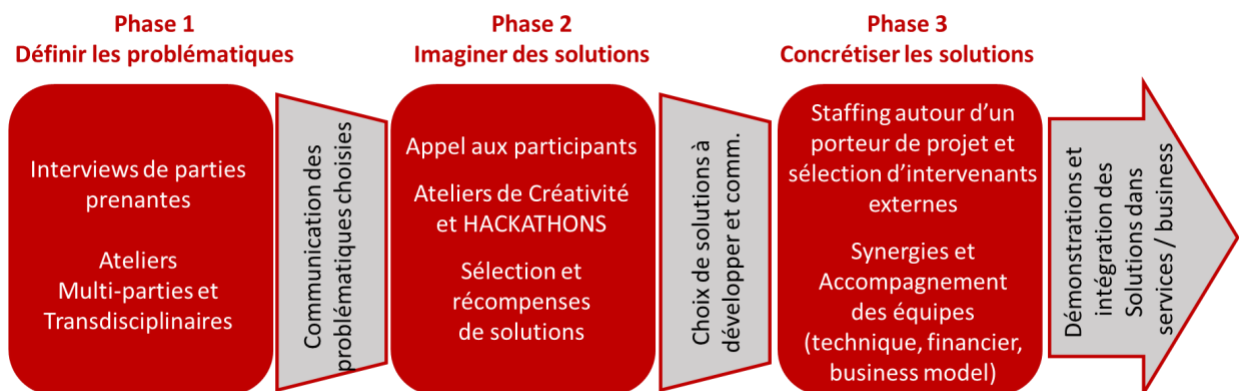 Phase 1
Définir les problématiques
Interviews de parties
prenantes
Ateliers
Multi-parties et
Transdisciplinaires
Communication des
problématiques choisies
Phase 2
Imaginer des solutions
Appel aux participants
Ateliers de Créativité
et HACKATHONS
Sélection et
récompenses
de solutions
Choix de solutions à
développer et comm.
Phase 3
Concrétiser les solutions
Staffing autour d'un
porteur de projet et
sélection d'intervenants
externes
Synergies et
Accompagnement
des équipes
(technique, financier,
business model)
Démonstrations et
intégration des
Solutions dans
services / business